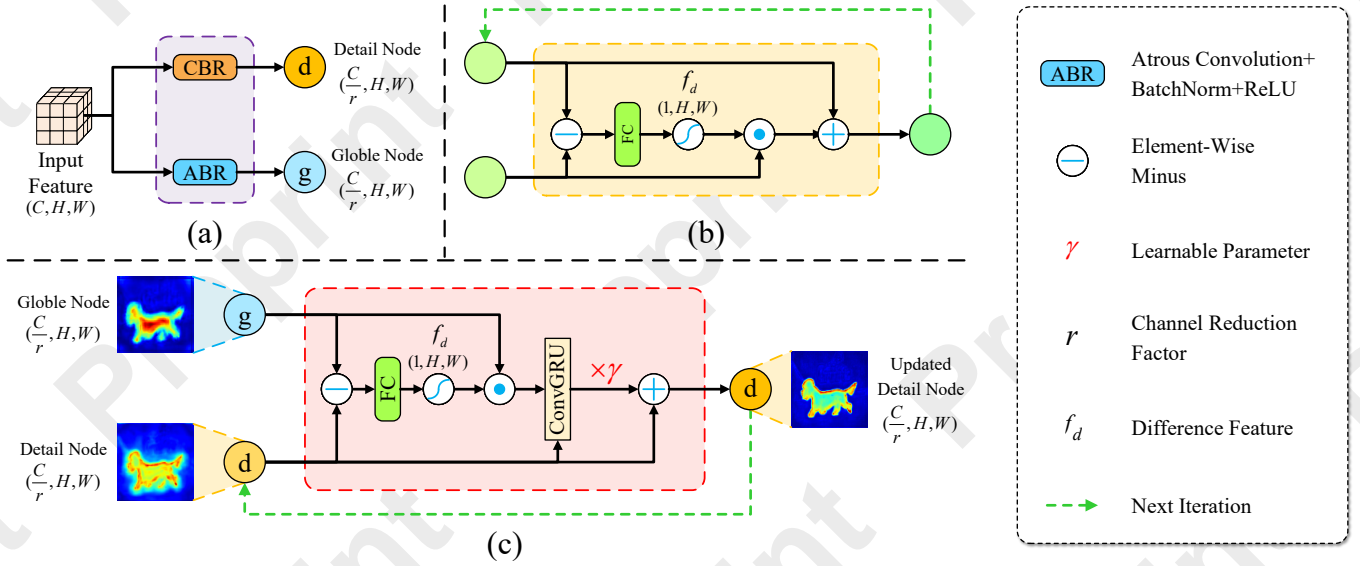 CBR
d
Detail Node
(C/r, H, W)
Input
Feature
(C, H, W)
ABR
g
Globle Node
(C/r, H, W)
(a)
f_d
(1, H, W)
FC
(b)
Globle Node
(C/r, H, W)
g
f_d
(1, H, W)
FC
ConvGRU
×γ
d
Updated
Detail Node
(C/r, H, W)
Detail Node
(C/r, H, W)
d
(c)
ABR
Atrous Convolution+
BatchNorm+ReLU
Element-Wise
Minus
γ
Learnable Parameter
r
Channel Reduction
Factor
f_d
Difference Feature
Next Iteration
Preprint